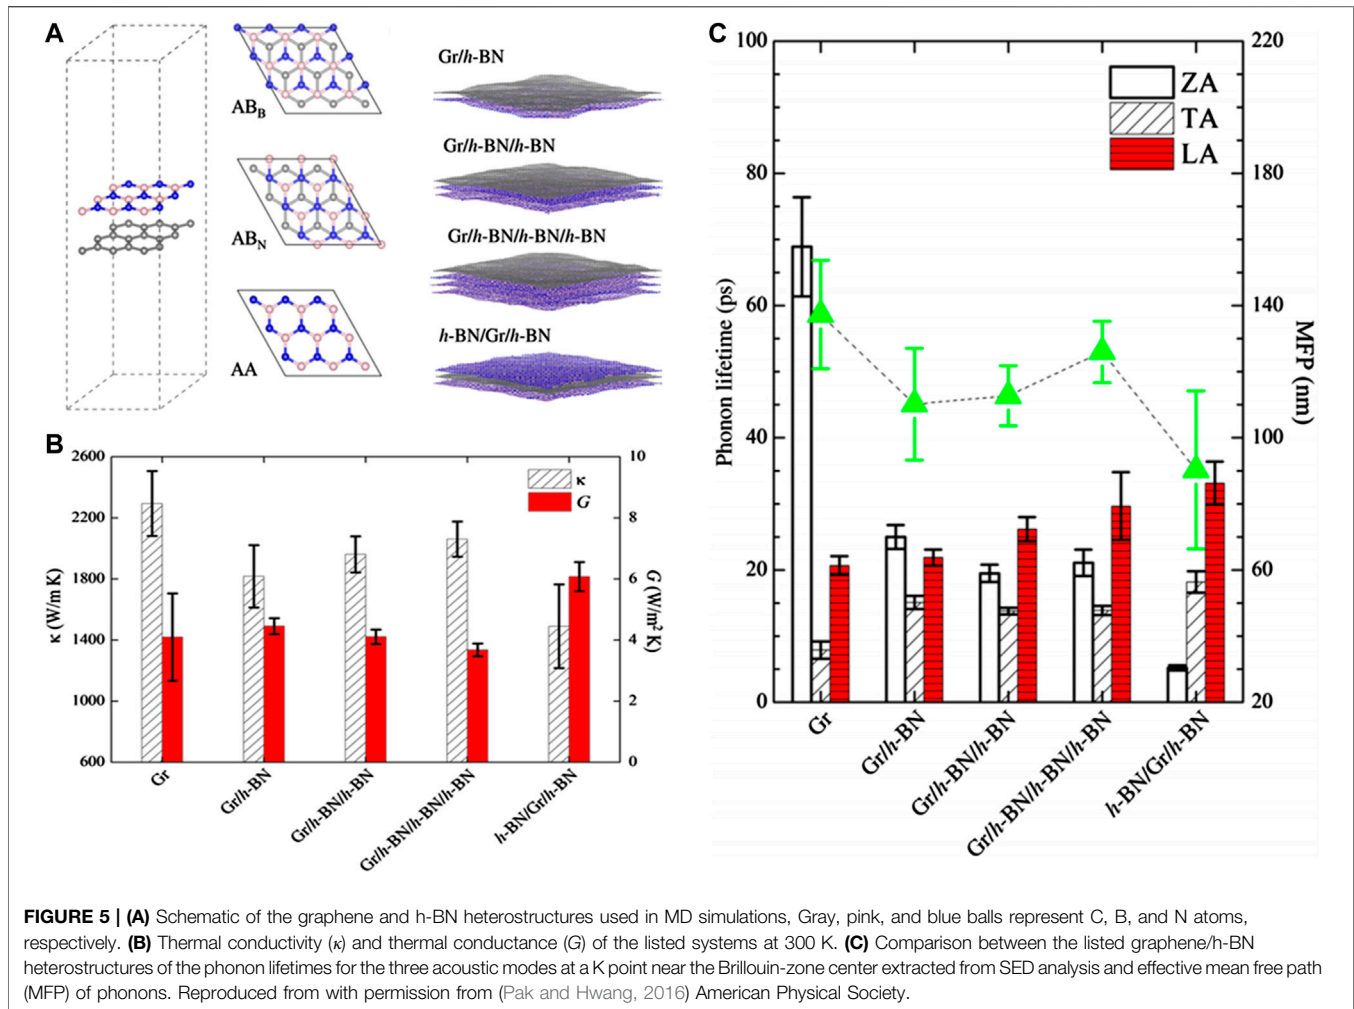 A
Gr/h-BN
AB_B
Gr/h-BN/h-BN
AB_N
Gr/h-BN/h-BN/h-BN
h-BN/Gr/h-BN
AA
B
2600
2200
1800
1400
1000
600
κ (W/m K)
10
8
6
4
2
0
G (W/m² K)
κ
G
Gr
Gr/h-BN
Gr/h-BN/h-BN
Gr/h-BN/h-BN/h-BN
h-BN/Gr/h-BN
C
100
80
60
40
20
0
Phonon lifetime (ps)
220
180
140
100
60
20
MFP (nm)
ZA
TA
LA
Gr
Gr/h-BN
Gr/h-BN/h-BN
Gr/h-BN/h-BN/h-BN
h-BN/Gr/h-BN
FIGURE 5 | (A) Schematic of the graphene and h-BN heterostructures used in MD simulations, Gray, pink, and blue balls represent C, B, and N atoms,
respectively. (B) Thermal conductivity (κ) and thermal conductance (G) of the listed systems at 300 K. (C) Comparison between the listed graphene/h-BN
heterostructures of the phonon lifetimes for the three acoustic modes at a K point near the Brillouin-zone center extracted from SED analysis and effective mean free path
(MFP) of phonons. Reproduced from with permission from (Pak and Hwang, 2016) American Physical Society.